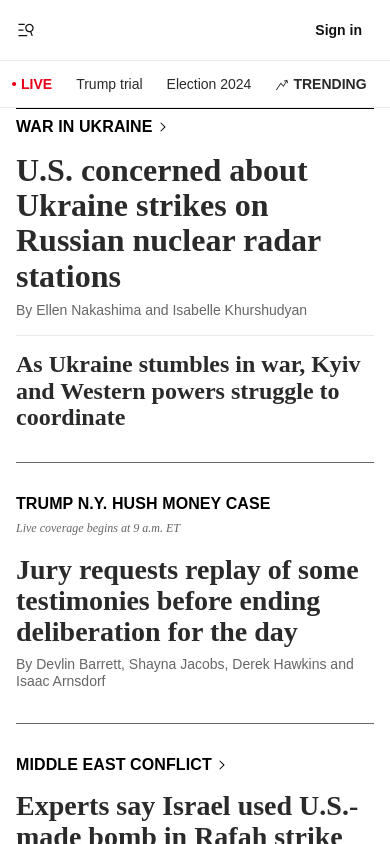 Sign in
LIVE
Trump trial
Election 2024
TRENDING
WAR IN UKRAINE
U.S. concerned about
Ukraine strikes on
Russian nuclear radar
stations
By Ellen Nakashima and Isabelle Khurshudyan
As Ukraine stumbles in war, Kyiv
and Western powers struggle to
coordinate
TRUMP N.Y. HUSH MONEY CASE
Live coverage begins at 9 a.m. ET
Jury requests replay of some
testimonies before ending
deliberation for the day
By Devlin Barrett, Shayna Jacobs, Derek Hawkins and
Isaac Arnsdorf
MIDDLE EAST CONFLICT
Experts say Israel used U.S.-
made bomb in Rafah strike